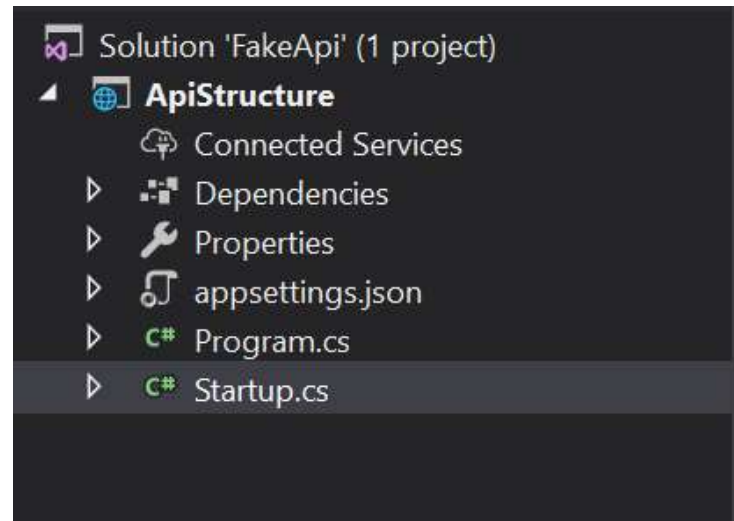 Solution 'FakeApi' (1 project)
ApiStructure
Connected Services
Dependencies
Properties
appsettings.json
C# Program.cs
C# Startup.cs